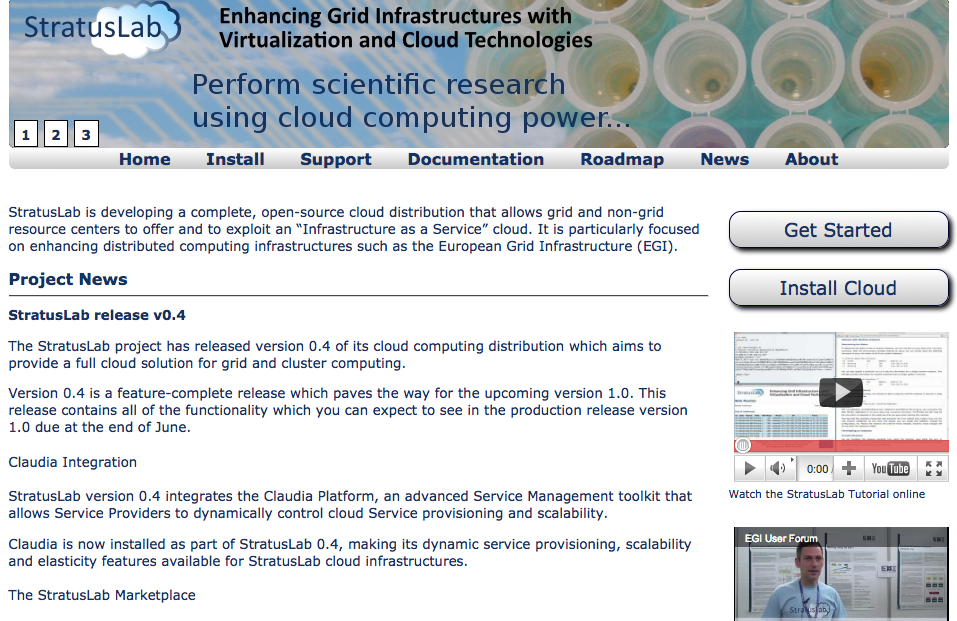 StratusLab
Enhancing Grid Infrastructures with
Virtualization and Cloud Technologies
Perform scientific research
using cloud computing power...
1 2 3
Home Install Support Documentation Roadmap News About
StratusLab is developing a complete, open-source cloud distribution that allows grid and non-grid
resource centers to offer and to exploit an “Infrastructure as a Service” cloud. It is particularly focused
on enhancing distributed computing infrastructures such as the European Grid Infrastructure (EGI).
Project News
StratusLab release v0.4
The StratusLab project has released version 0.4 of its cloud computing distribution which aims to
provide a full cloud solution for grid and cluster computing.
Version 0.4 is a feature-complete release which paves the way for the upcoming version 1.0. This
release contains all of the functionality which you can expect to see in the production release version
1.0 due at the end of June.
Claudia Integration
StratusLab version 0.4 integrates the Claudia Platform, an advanced Service Management toolkit that
allows Service Providers to dynamically control cloud Service provisioning and scalability.
Claudia is now installed as part of StratusLab 0.4, making its dynamic service provisioning, scalability
and elasticity features available for StratusLab cloud infrastructures.
The StratusLab Marketplace
Get Started
Install Cloud
StratusLab
Enhancing Grid Infrastructures with
Virtualization and Cloud Technologies
0:00 /
YouTube
Watch the StratusLab Tutorial online
EGI User Forum
StratusLab